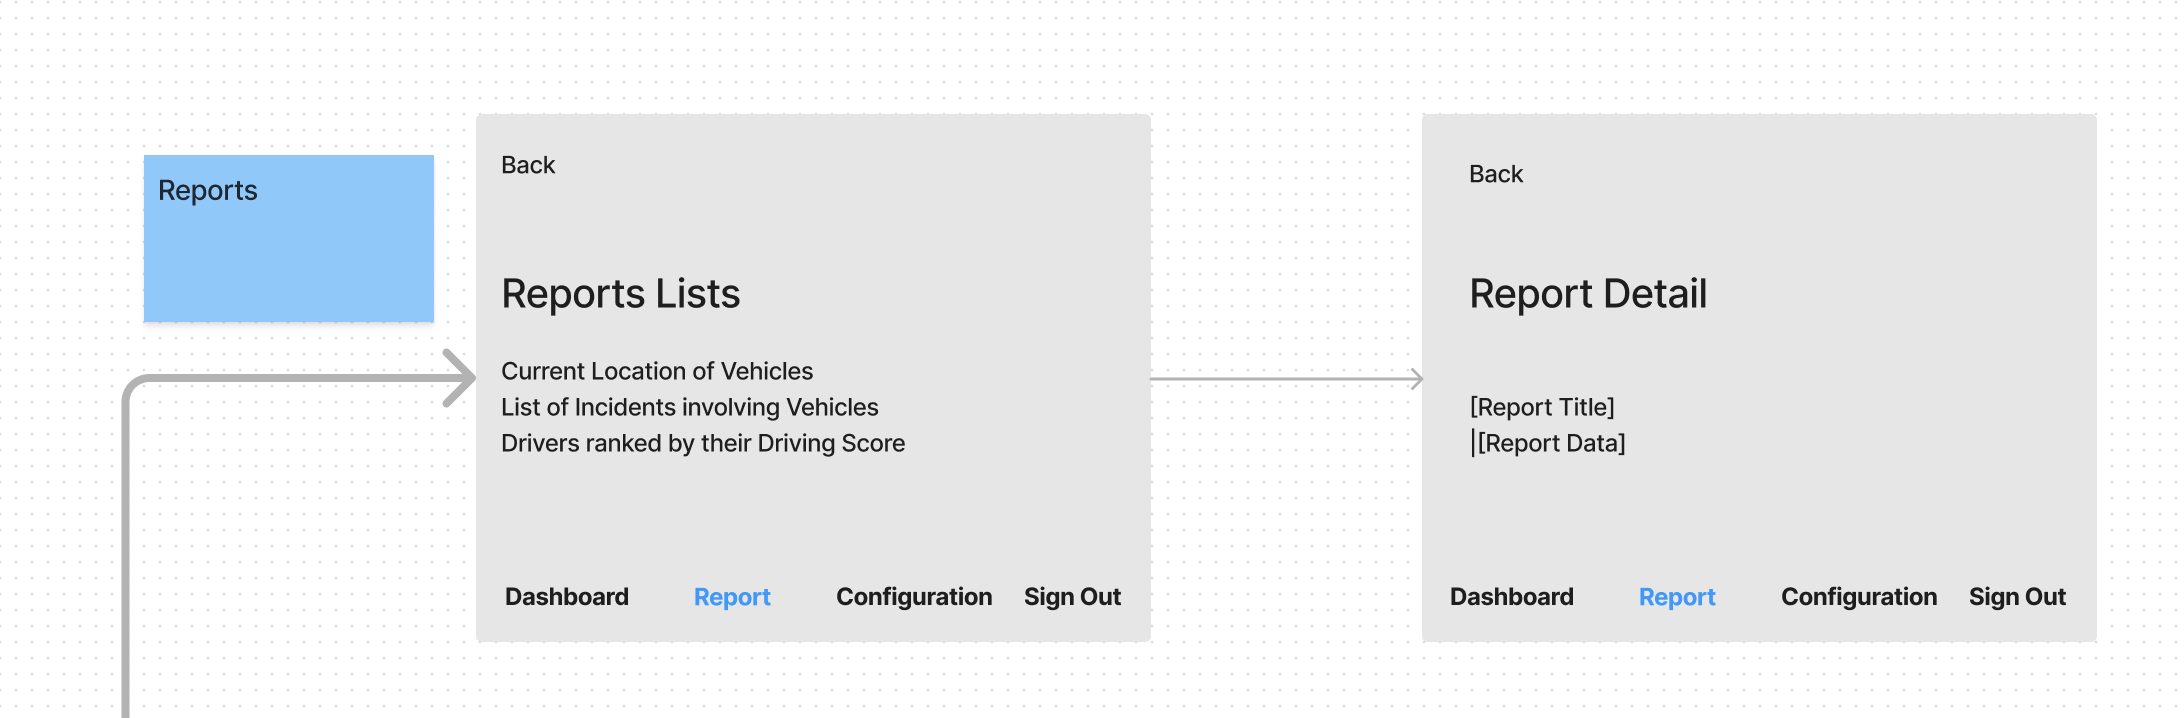 Reports
Back
Reports Lists
Current Location of Vehicles
List of Incidents involving Vehicles
Drivers ranked by their Driving Score
Dashboard Report Configuration Sign Out
Back
Report Detail
[Report Title]
[Report Data]
Dashboard Report Configuration Sign Out